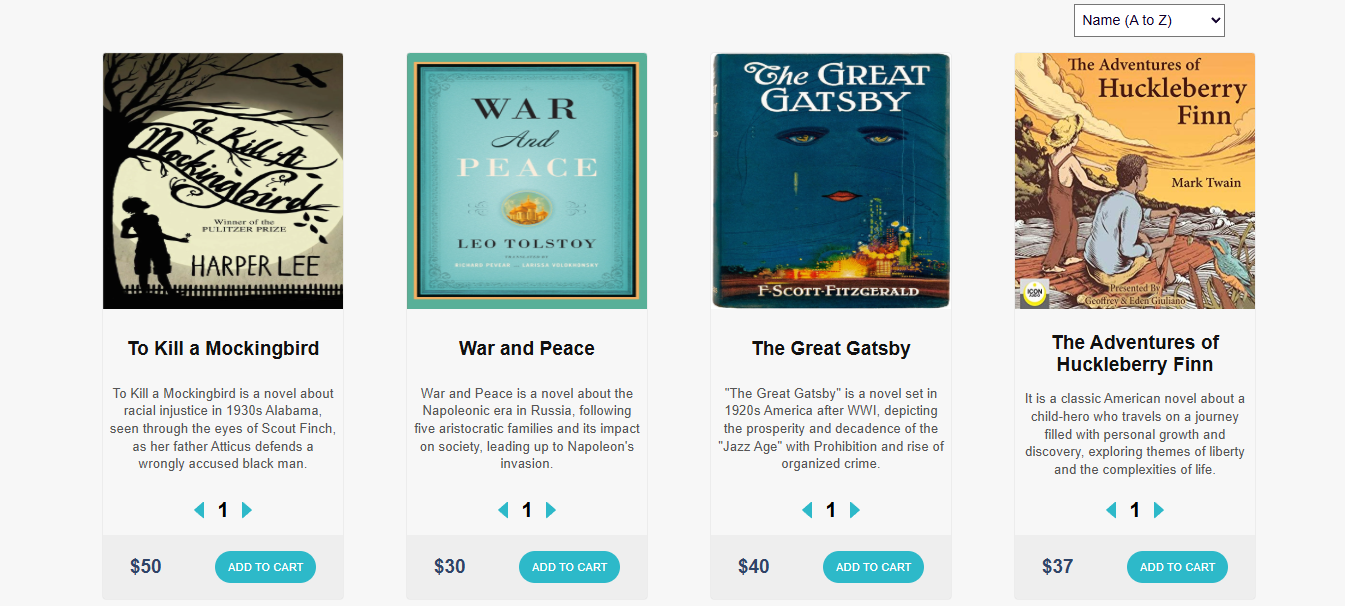 Name (A to Z)
To Kill A
Mockingbird
Winner of the
PULITZER PRIZE
HARPER LEE
WAR
And
PEACE
LEO TOLSTOY
TRANSLATED BY
RICHARD PEVEAR AND LARISSA VOLOKHONSKY
The GREAT
GATSBY
F·SCOTT·FITZGERALD
The Adventures of
Huckleberry
Finn
Mark Twain
ICON
AUDIO
Presented By
Geoffrey & Eden Giuliano
To Kill a Mockingbird
To Kill a Mockingbird is a novel about
racial injustice in 1930s Alabama,
seen through the eyes of Scout Finch,
as her father Atticus defends a
wrongly accused black man.
1
$50
ADD TO CART
War and Peace
War and Peace is a novel about the
Napoleonic era in Russia, following
five aristocratic families and its impact
on society, leading up to Napoleon's
invasion.
1
$30
ADD TO CART
The Great Gatsby
"The Great Gatsby" is a novel set in
1920s America after WWI, depicting
the prosperity and decadence of the
"Jazz Age" with Prohibition and rise of
organized crime.
1
$40
ADD TO CART
The Adventures of
Huckleberry Finn
It is a classic American novel about a
child-hero who travels on a journey
filled with personal growth and
discovery, exploring themes of liberty
and the complexities of life.
1
$37
ADD TO CART